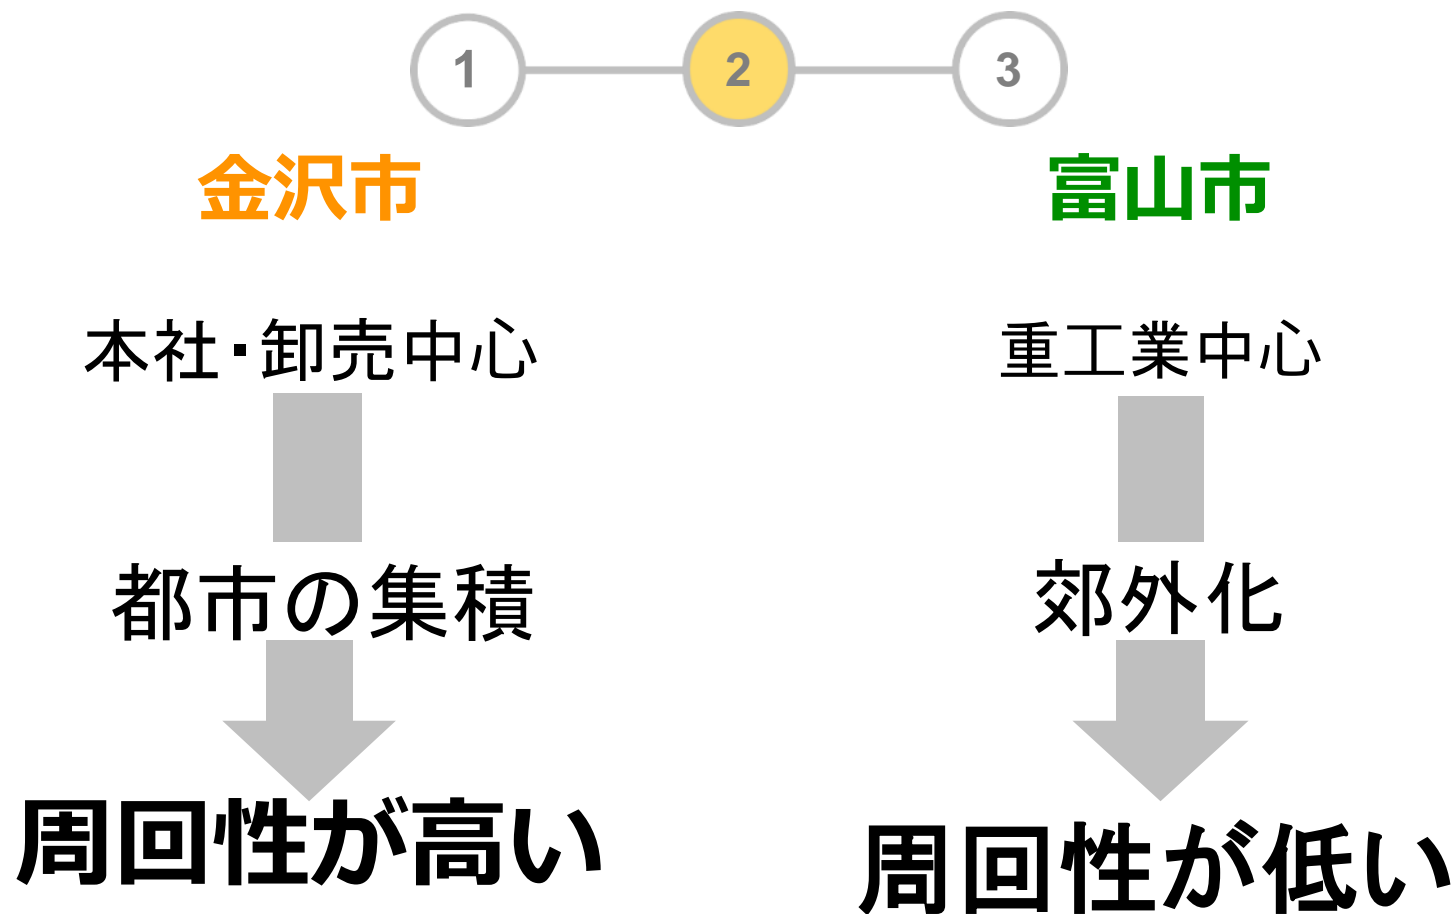 1 2 3
金沢市
本社・卸売中心
都市の集積
周回性が高い
富山市
重工業中心
郊外化
周回性が低い